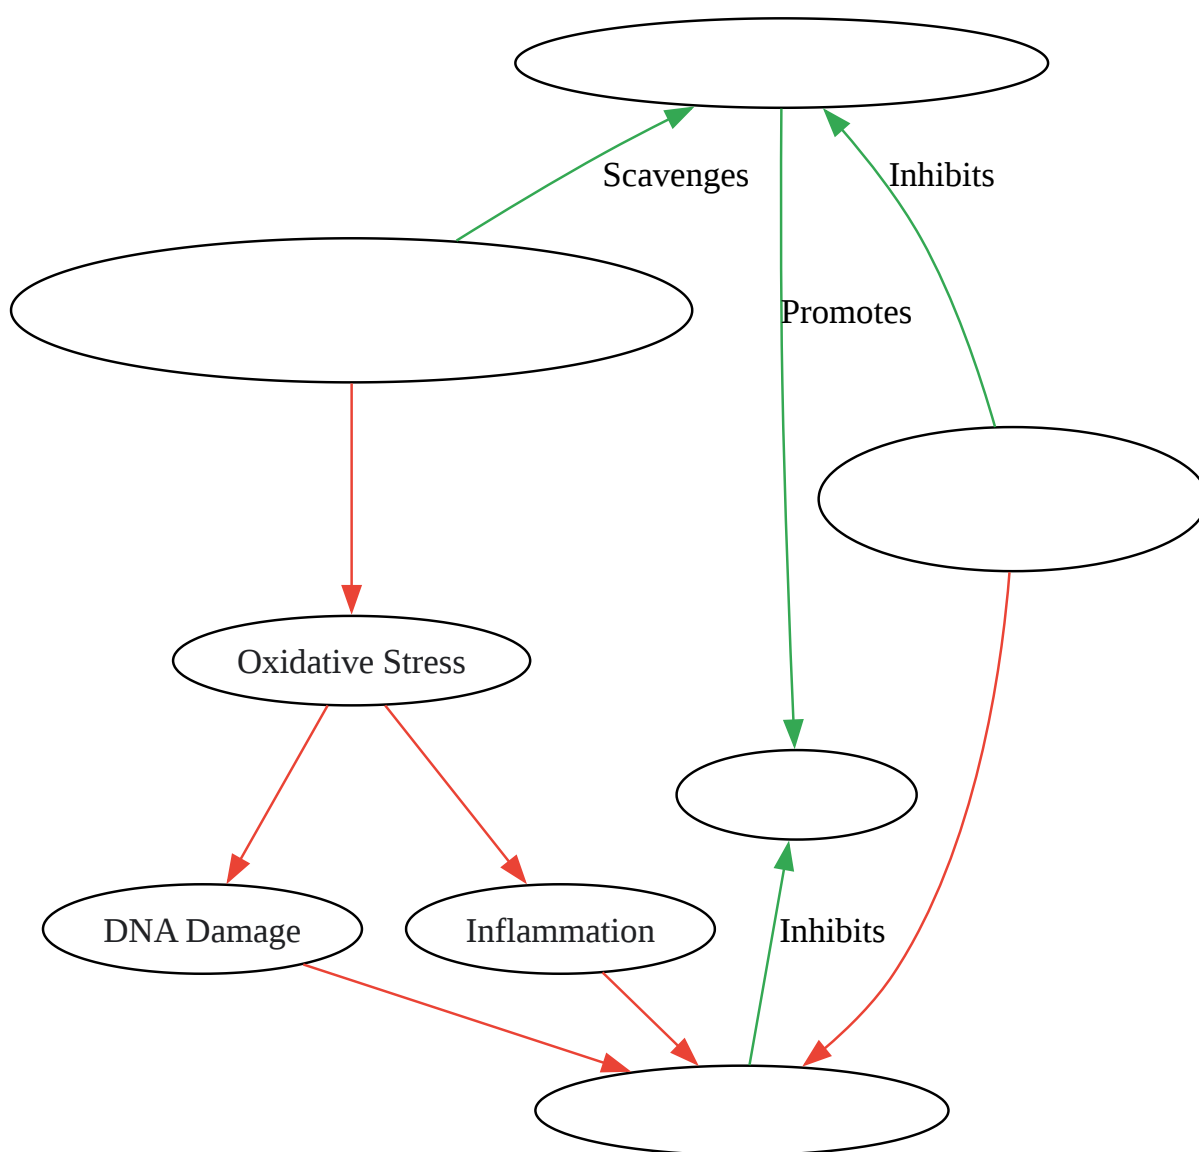 Scavenges
Inhibits
Promotes
Oxidative Stress
DNA Damage
Inflammation
Inhibits